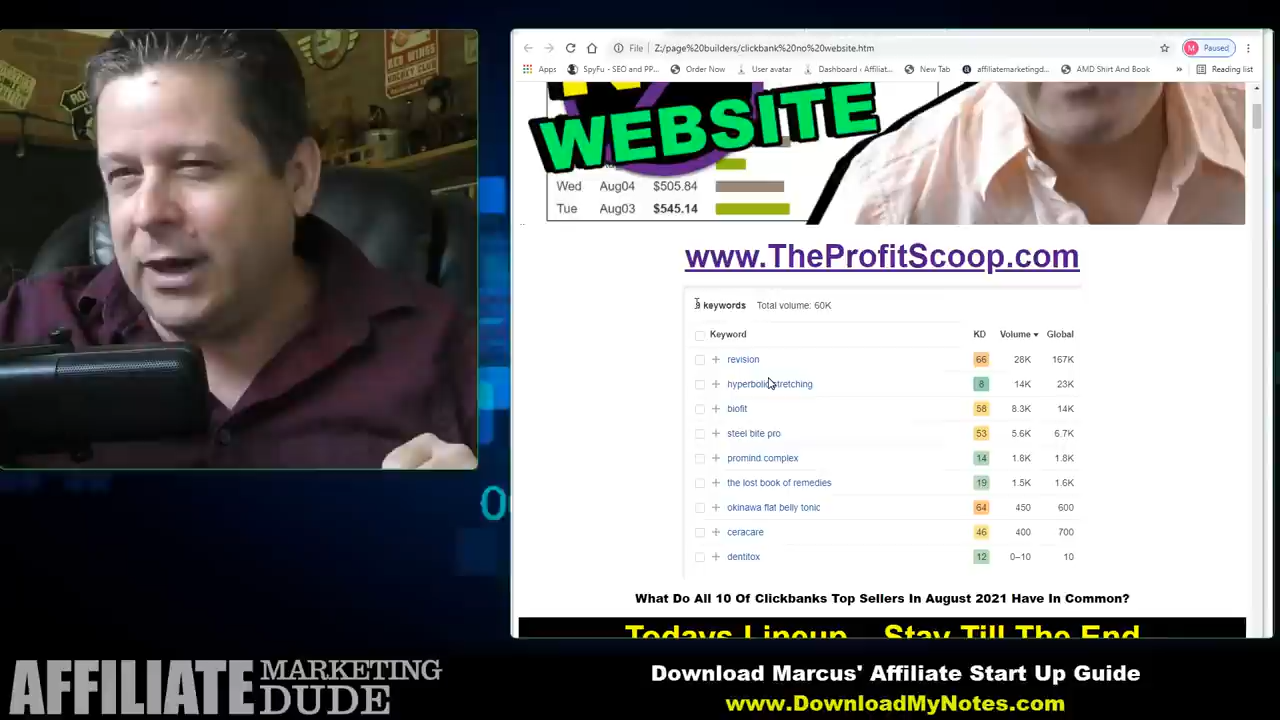 File Z:/page%20builders/clickbank%20no%20website.htm
M Paused
Apps SpyFu - SEO and PP... Order Now User avatar Dashboard ‹ Affiliat... New Tab affiliatemarketingd... AMD Shirt And Book » Reading list
RED WINGS
HOCKEY CLUB
WEBSITE
Wed Aug04 $505.84
Tue Aug03 $545.14
www.TheProfitScoop.com
9 keywords Total volume: 60K
Keyword KD Volume Global
revision 66 28K 167K
hyperbolic stretching 8 14K 23K
biofit 58 8.3K 14K
steel bite pro 53 5.6K 6.7K
promind complex 14 1.8K 1.8K
the lost book of remedies 19 1.5K 1.6K
okinawa flat belly tonic 64 450 600
ceracare 46 400 700
dentitox 12 0–10 10
What Do All 10 Of Clickbanks Top Sellers In August 2021 Have In Common?
Todays Lineup... Stay Till The End
AFFILIATE MARKETING
DUDE
Download Marcus' Affiliate Start Up Guide
www.DownloadMyNotes.com